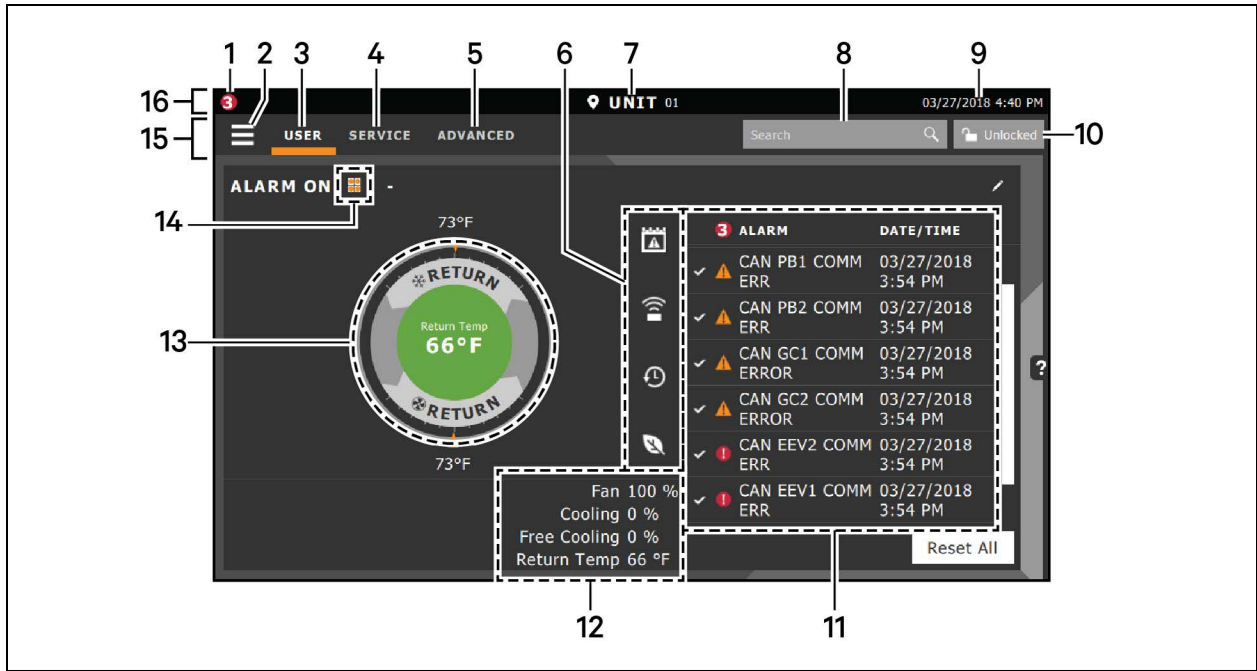 1 2 3 4 5 6 7 8 9
16 3 UNIT 01 03/27/2018 4:40 PM
15 USER SERVICE ADVANCED Search Unlocked 10
ALARM ON -
14
73°F
RETURN
Return Temp
66°F
RETURN
73°F
13
3 ALARM DATE/TIME
CAN PB1 COMM 03/27/2018
ERR 3:54 PM
CAN PB2 COMM 03/27/2018
ERR 3:54 PM
CAN GC1 COMM 03/27/2018
ERROR 3:54 PM
CAN GC2 COMM 03/27/2018
ERROR 3:54 PM
CAN EEV2 COMM 03/27/2018
ERR 3:54 PM
CAN EEV1 COMM 03/27/2018
ERR 3:54 PM
?
Fan 100 %
Cooling 0 %
Free Cooling 0 %
Return Temp 66 °F
Reset All
12 11